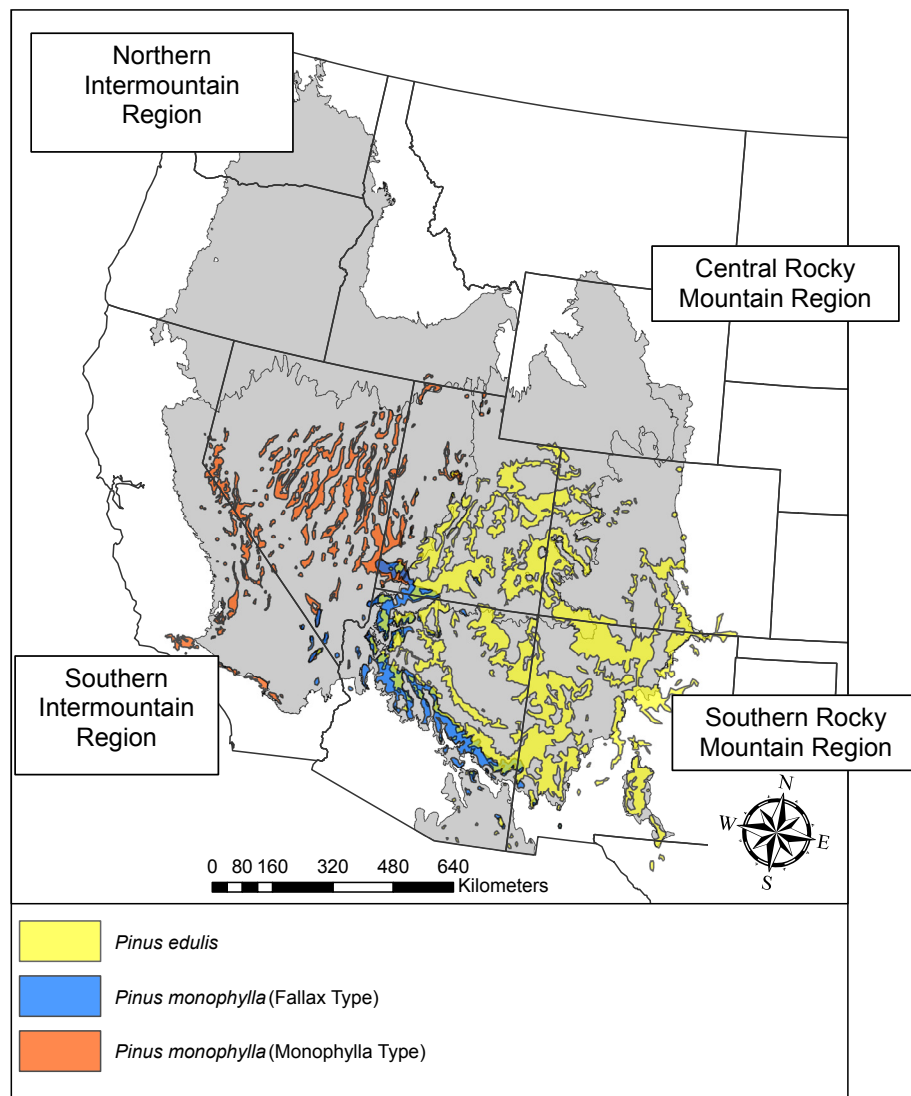 Northern
Intermountain
Region
Central Rocky
Mountain Region
Southern
Intermountain
Region
Southern Rocky
Mountain Region
N
W
E
S
0 80 160 320 480 640
Kilometers
Pinus edulis
Pinus monophylla (Fallax Type)
Pinus monophylla (Monophylla Type)